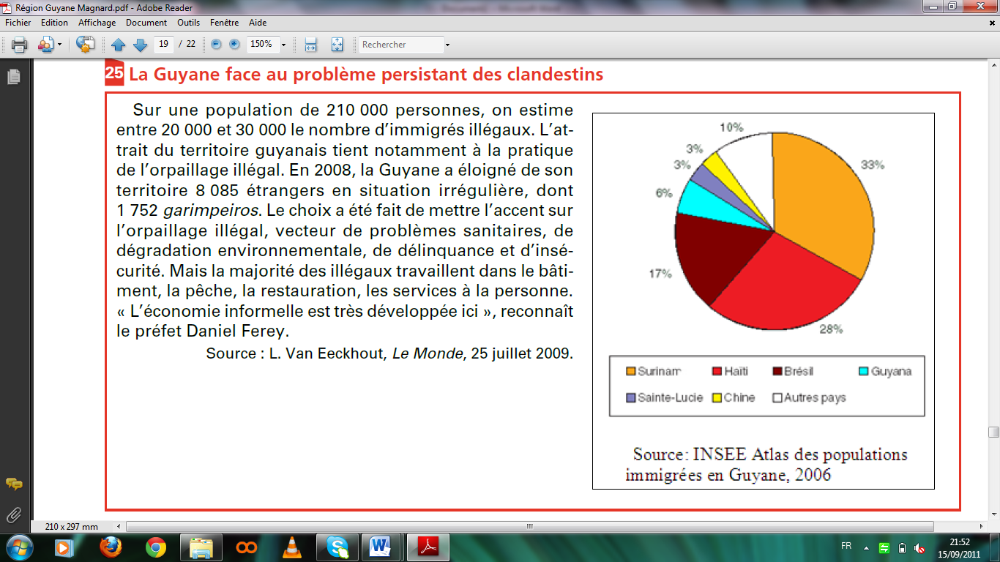 Région Guyane Magnard.pdf - Adobe Reader
Fichier Edition Affichage Document Outils Fenêtre Aide
19 / 22 150% Rechercher
25 La Guyane face au problème persistant des clandestins
Sur une population de 210 000 personnes, on estime
entre 20 000 et 30 000 le nombre d'immigrés illégaux. L'at-
trait du territoire guyanais tient notamment à la pratique
de l'orpaillage illégal. En 2008, la Guyane a éloigné de son
territoire 8 085 étrangers en situation irrégulière, dont
1 752 garimpeiros. Le choix a été fait de mettre l'accent sur
l'orpaillage illégal, vecteur de problèmes sanitaires, de
dégradation environnementale, de délinquance et d'insé-
curité. Mais la majorité des illégaux travaillent dans le bâti-
ment, la pêche, la restauration, les services à la personne.
« L'économie informelle est très développée ici », reconnaît
le préfet Daniel Ferey.
Source : L. Van Eeckhout, Le Monde, 25 juillet 2009.
10%
3%
3%
33%
6%
17%
28%
Surinam Haïti Brésil Guyana
Sainte-Lucie Chine Autres pays
Source: INSEE Atlas des populations
immigrées en Guyane, 2006
210 x 297 mm
FR
21:52
15/09/2011